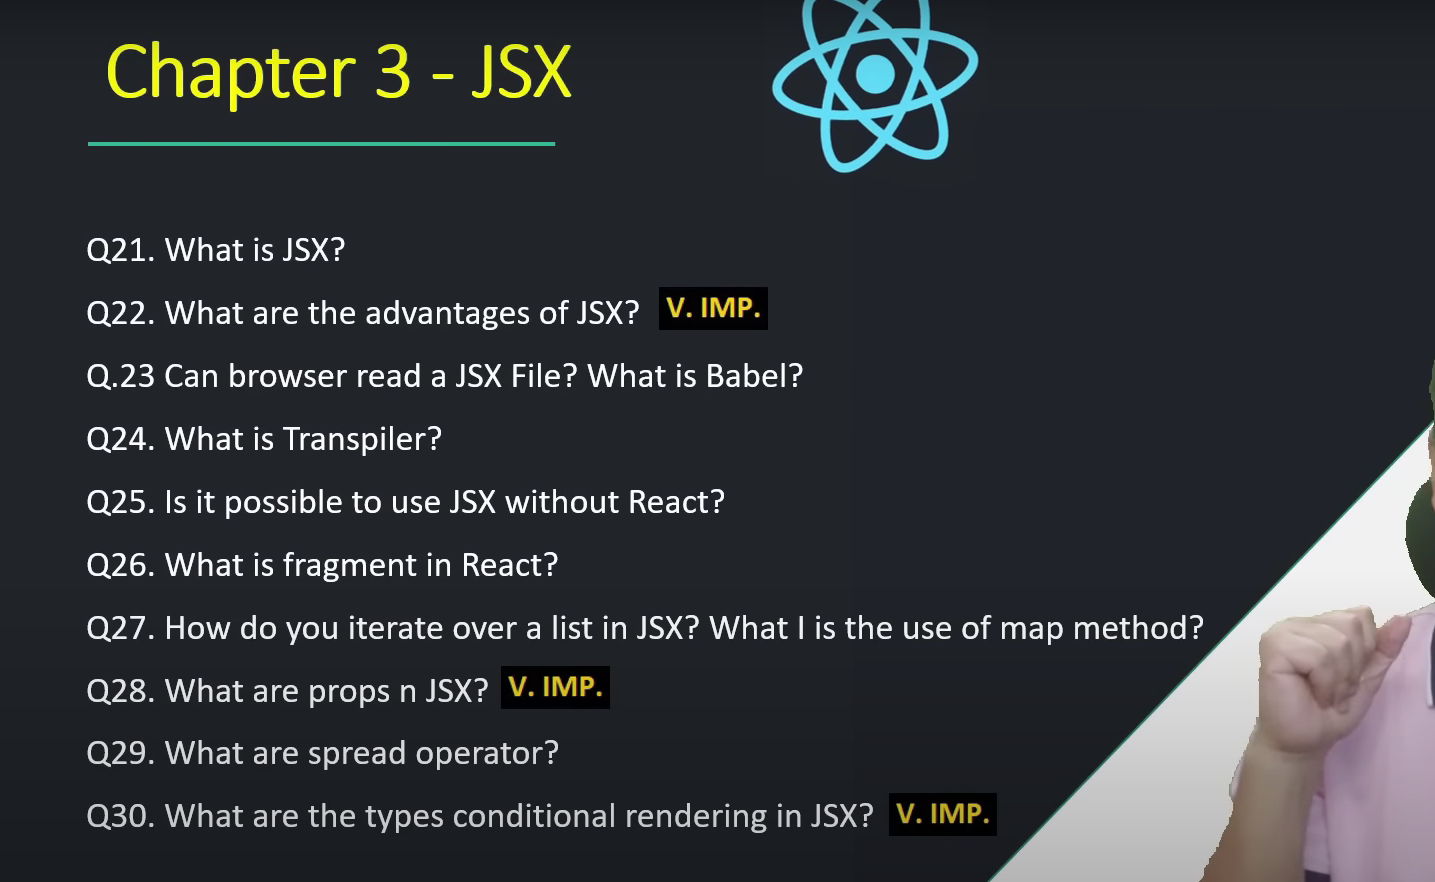 Chapter 3 - JSX
Q21. What is JSX?
Q22. What are the advantages of JSX? V. IMP.
Q.23 Can browser read a JSX File? What is Babel?
Q24. What is Transpiler?
Q25. Is it possible to use JSX without React?
Q26. What is fragment in React?
Q27. How do you iterate over a list in JSX? What I is the use of map method?
Q28. What are props n JSX? V. IMP.
Q29. What are spread operator?
Q30. What are the types conditional rendering in JSX? V. IMP.